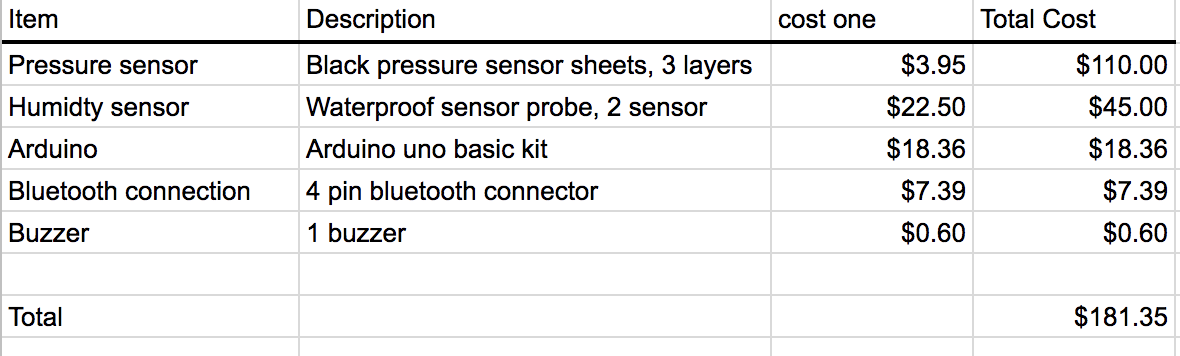 Item Description cost one Total Cost
Pressure sensor Black pressure sensor sheets, 3 layers $3.95 $110.00
Humidty sensor Waterproof sensor probe, 2 sensor $22.50 $45.00
Arduino Arduino uno basic kit $18.36 $18.36
Bluetooth connection 4 pin bluetooth connector $7.39 $7.39
Buzzer 1 buzzer $0.60 $0.60
Total $181.35